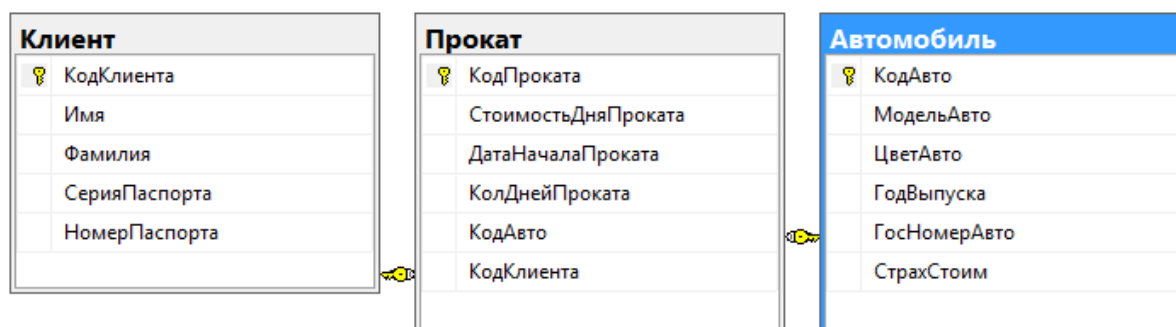 Клиент
КодКлиента
Имя
Фамилия
СерияПаспорта
НомерПаспорта
Прокат
КодПроката
СтоимостьДняПроката
ДатаНачалаПроката
КолДнейПроката
КодАвто
КодКлиента
Автомобиль
КодАвто
МодельАвто
ЦветАвто
ГодВыпуска
ГосНомерАвто
СтрахСтоим